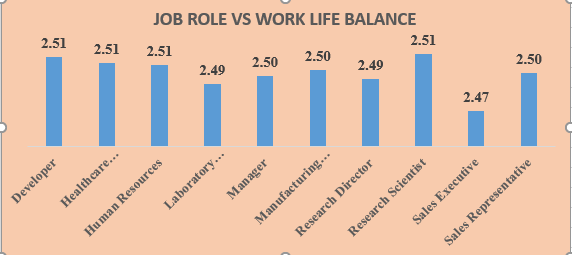 JOB ROLE VS WORK LIFE BALANCE
2.51
2.51
2.51
2.49
2.50
2.50
2.49
2.51
2.47
2.50
Developer
Healthcare...
Human Resources
Laboratory...
Manager
Manufacturing...
Research Director
Research Scientist
Sales Executive
Sales Representative